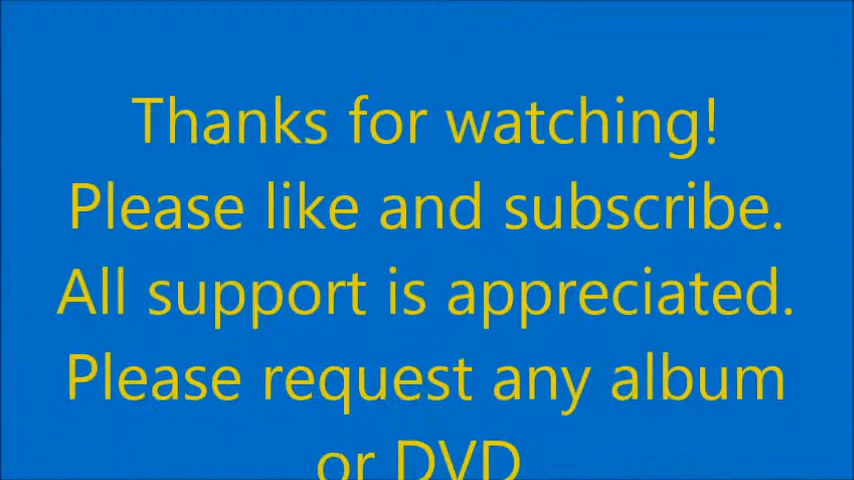 Thanks for watching!
Please like and subscribe.
All support is appreciated.
Please request any album
or DVD